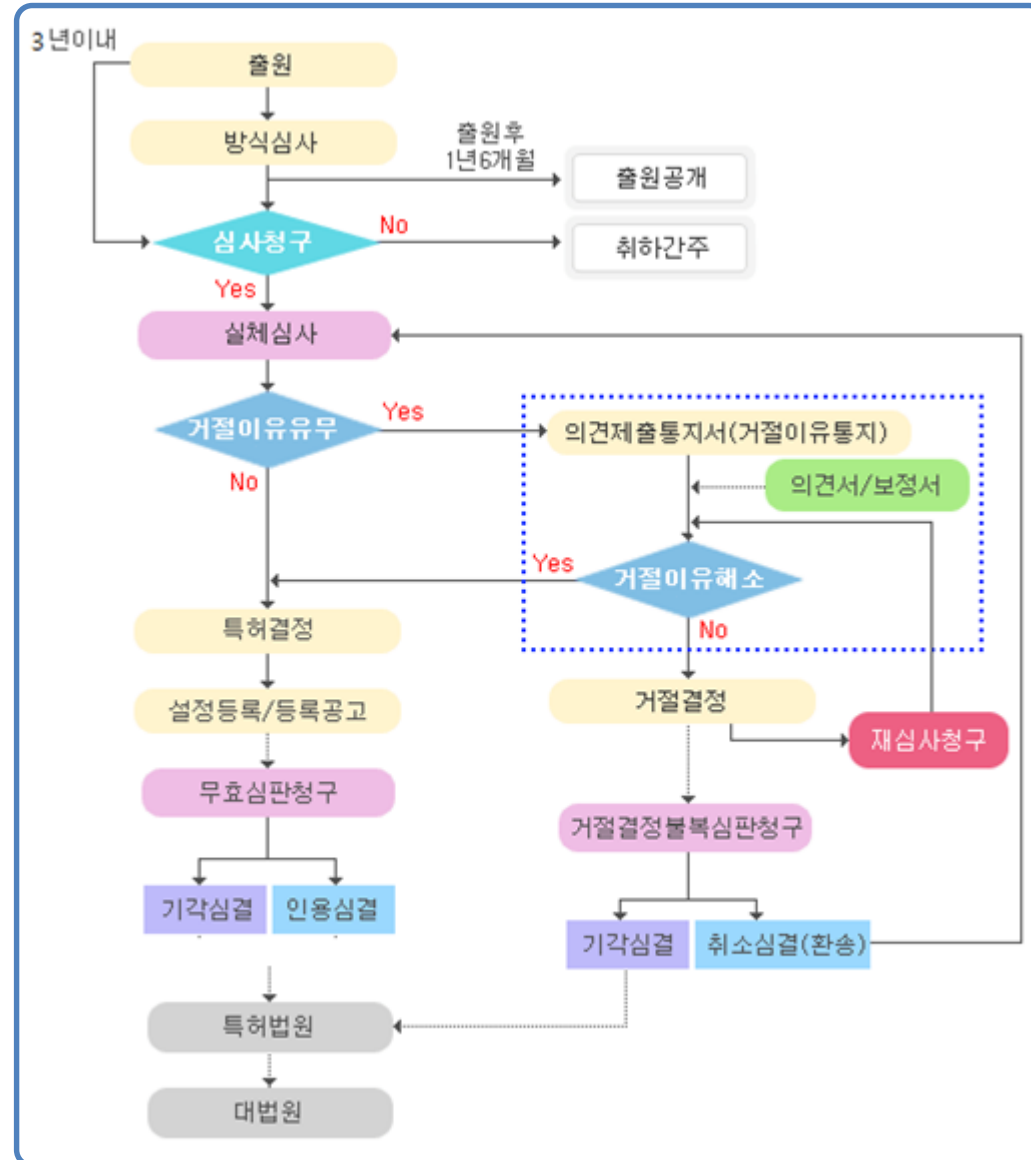 3년이내
출원
방식심사
출원후
1년6개월
출원공개
심사청구
No
취하간주
Yes
실체심사
거절이유유무
Yes
의견제출통지서(거절이유통지)
No
의견서/보정서
Yes
거절이유해소
특허결정
No
설정등록/등록공고
거절결정
재심사청구
무효심판청구
거절결정불복심판청구
기각심결
인용심결
기각심결
취소심결(환송)
특허법원
대법원